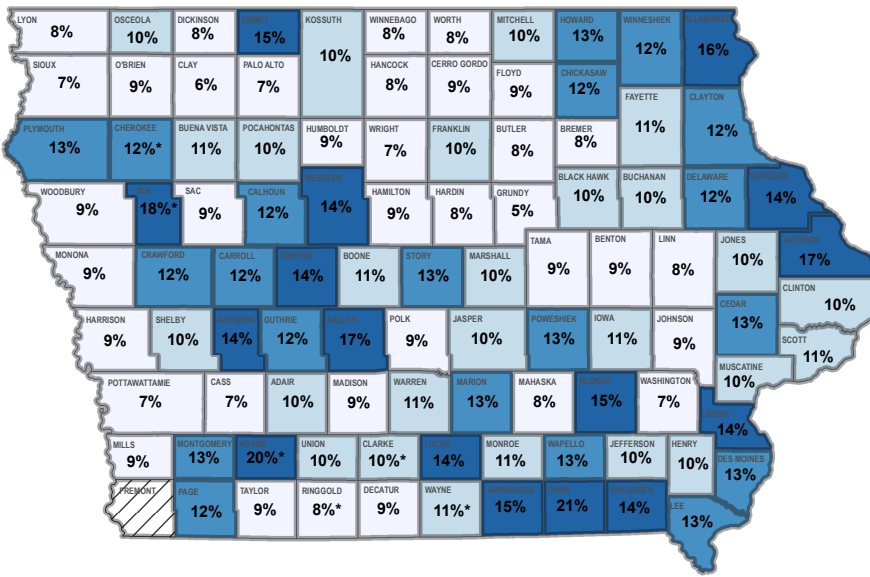 LYON
8%
OSCEOLA
10%
DICKINSON
8%
EMMET
15%
KOSSUTH
10%
WINNEBAGO
8%
WORTH
8%
MITCHELL
10%
HOWARD
13%
WINNESHIEK
12%
ALLAMAKEE
16%
SIOUX
7%
O'BRIEN
9%
CLAY
6%
PALO ALTO
7%
HANCOCK
8%
CERRO GORDO
9%
FLOYD
9%
CHICKASAW
12%
FAYETTE
11%
CLAYTON
12%
PLYMOUTH
13%
CHEROKEE
12%*
BUENA VISTA
11%
POCAHONTAS
10%
HUMBOLDT
9%
WRIGHT
7%
FRANKLIN
10%
BUTLER
8%
BREMER
8%
WOODBURY
9%
IDA
18%*
SAC
9%
CALHOUN
12%
WEBSTER
14%
HAMILTON
9%
HARDIN
8%
GRUNDY
5%
BLACK HAWK
10%
BUCHANAN
10%
DELAWARE
12%
DUBUQUE
14%
MONONA
9%
CRAWFORD
12%
CARROLL
12%
GREENE
14%
BOONE
11%
STORY
13%
MARSHALL
10%
TAMA
9%
BENTON
9%
LINN
8%
JONES
10%
JACKSON
17%
CLINTON
10%
HARRISON
9%
SHELBY
10%
AUDUBON
14%
GUTHRIE
12%
DALLAS
17%
POLK
9%
JASPER
10%
POWESHIEK
13%
IOWA
11%
JOHNSON
9%
CEDAR
13%
SCOTT
11%
MUSCATINE
10%
POTTAWATTAMIE
7%
CASS
7%
ADAIR
10%
MADISON
9%
WARREN
11%
MARION
13%
MAHASKA
8%
KEOKUK
15%
WASHINGTON
7%
LOUISA
14%
MILLS
9%
MONTGOMERY
13%
ADAMS
20%*
UNION
10%
CLARKE
10%*
LUCAS
14%
MONROE
11%
WAPELLO
13%
JEFFERSON
10%
HENRY
10%
DES MOINES
13%
FREMONT
PAGE
12%
TAYLOR
9%
RINGGOLD
8%*
DECATUR
9%
WAYNE
11%*
APPANOOSE
15%
DAVIS
21%
VAN BUREN
14%
LEE
13%